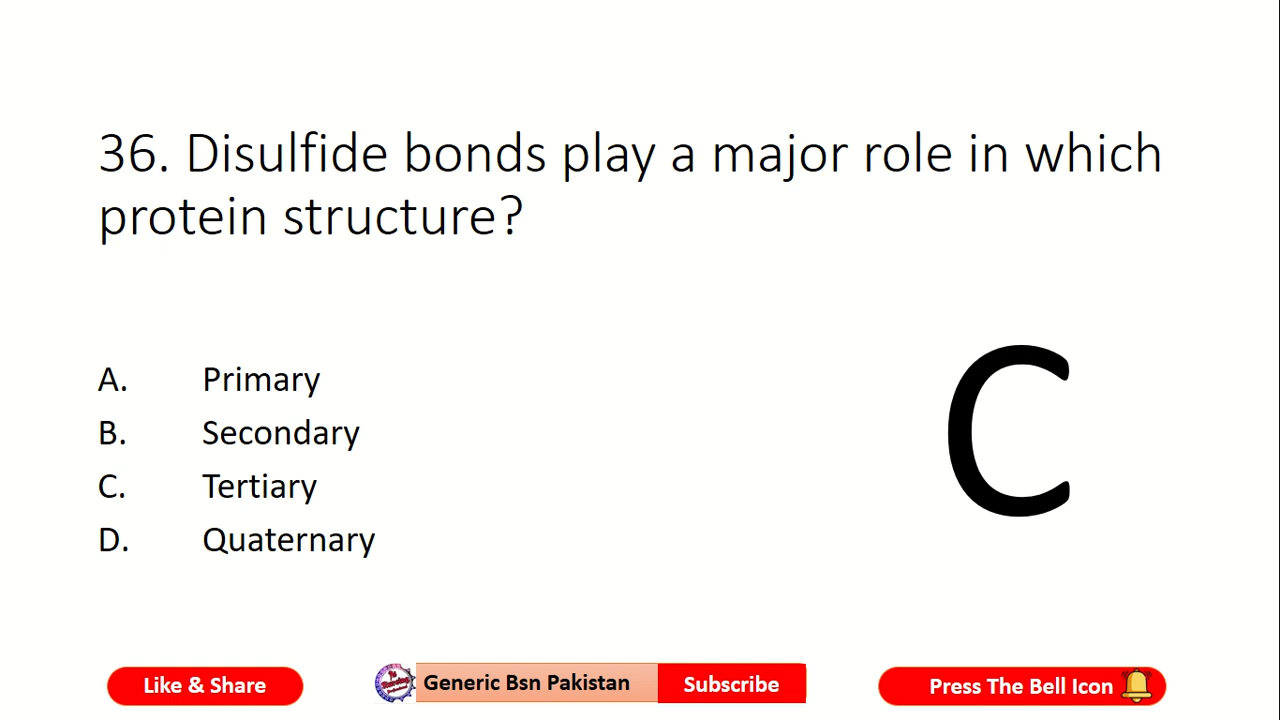 36. Disulfide bonds play a major role in which
protein structure?
A. Primary
B. Secondary
C. Tertiary
D. Quaternary
C
Like & Share
Generic Bsn Pakistan
Subscribe
Press The Bell Icon